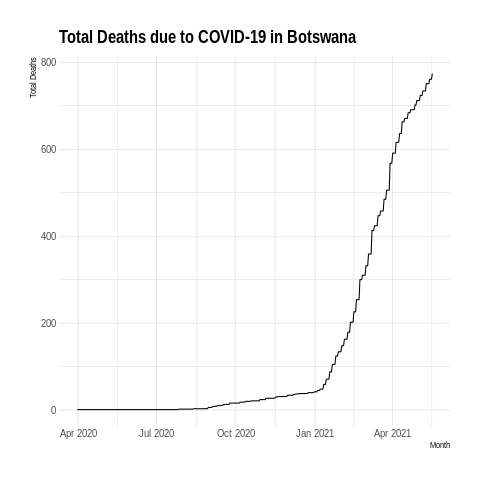 Total Deaths due to COVID-19 in Botswana
Total Deaths
800
600
400
200
0
Apr 2020 Jul 2020 Oct 2020 Jan 2021 Apr 2021
Month